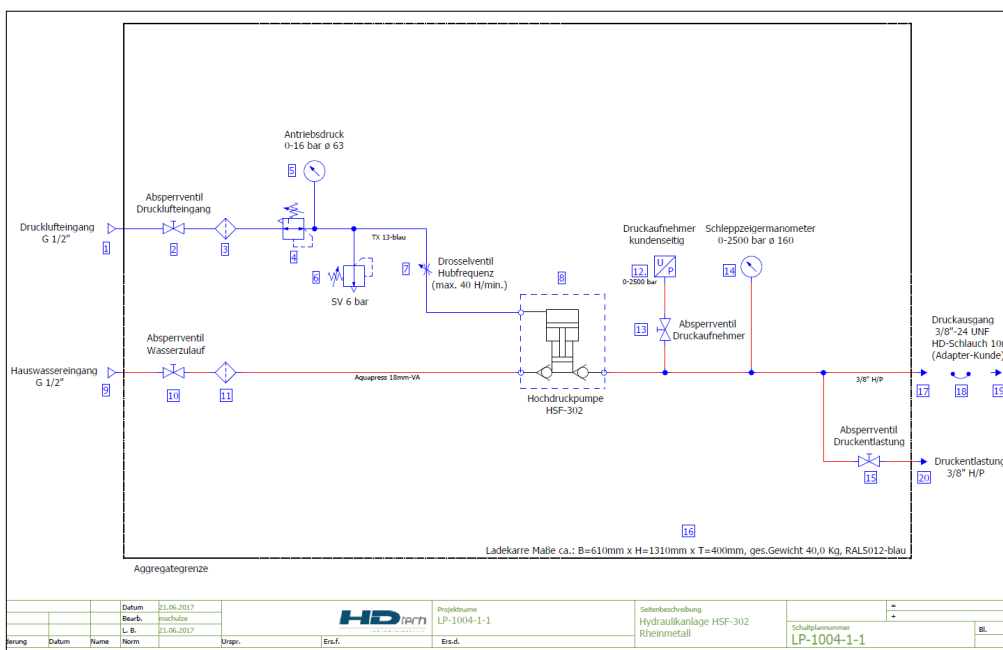 Antriebsdruck
0-16 bar ø 63
5
Absperrventil
Drucklufteingang
Drucklufteingang
G 1/2"
1
2
3
4
TX 13-blau
6
SV 6 bar
7
Drosselventil
Hubfrequenz
(max. 40 H/min.)
8
Druckaufnehmer
kundenseitig
12.
U
P
0-2500 bar
Schleppzeigermanometer
0-2500 bar ø 160
14
13
Absperrventil
Druckaufnehmer
Absperrventil
Wasserzulauf
Hauswassereingang
G 1/2"
9
10
11
Aquapress 18mm-VA
Hochdruckpumpe
HSF-302
3/8" H/P
Druckausgang
3/8"-24 UNF
HD-Schlauch 10m
(Adapter-Kunde)
17
18
19
Absperrventil
Druckentlastung
15
Druckentlastung
3/8" H/P
20
16
Ladekarre Maße ca.: B=610mm x H=1310mm x T=400mm, ges.Gewicht 40,0 Kg, RAL5012-blau
Aggregategrenze
Datum 21.06.2017
Bearb. mschulze
L. B. 21.06.2017
Datum Name Norm Urspr. Ers.f. Ers.d.
HDtech
Projektname
LP-1004-1-1
Seitenbeschreibung
Hydraulikanlage HSF-302
Rheinmetall
Schaltplannummer
LP-1004-1-1
=
+
Bl.